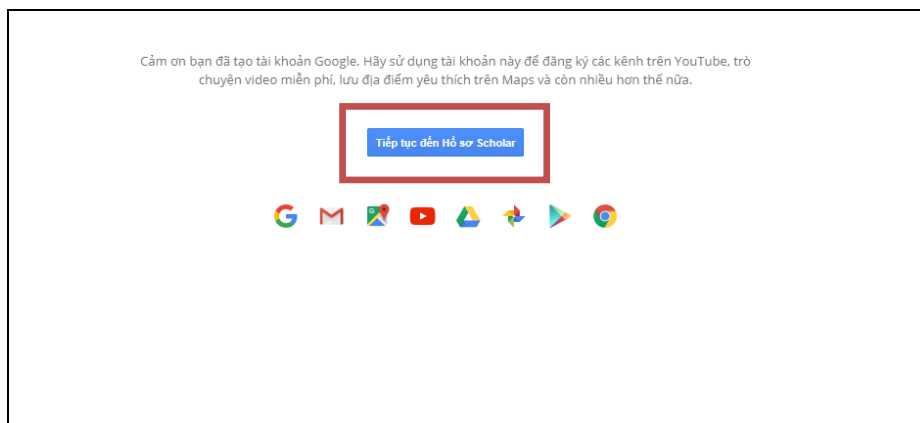 Cảm ơn bạn đã tạo tài khoản Google. Hãy sử dụng tài khoản này để đăng ký các kênh trên YouTube, trò
chuyện video miễn phí, lưu địa điểm yêu thích trên Maps và còn nhiều hơn thế nữa.
Tiếp tục đến Hồ sơ Scholar